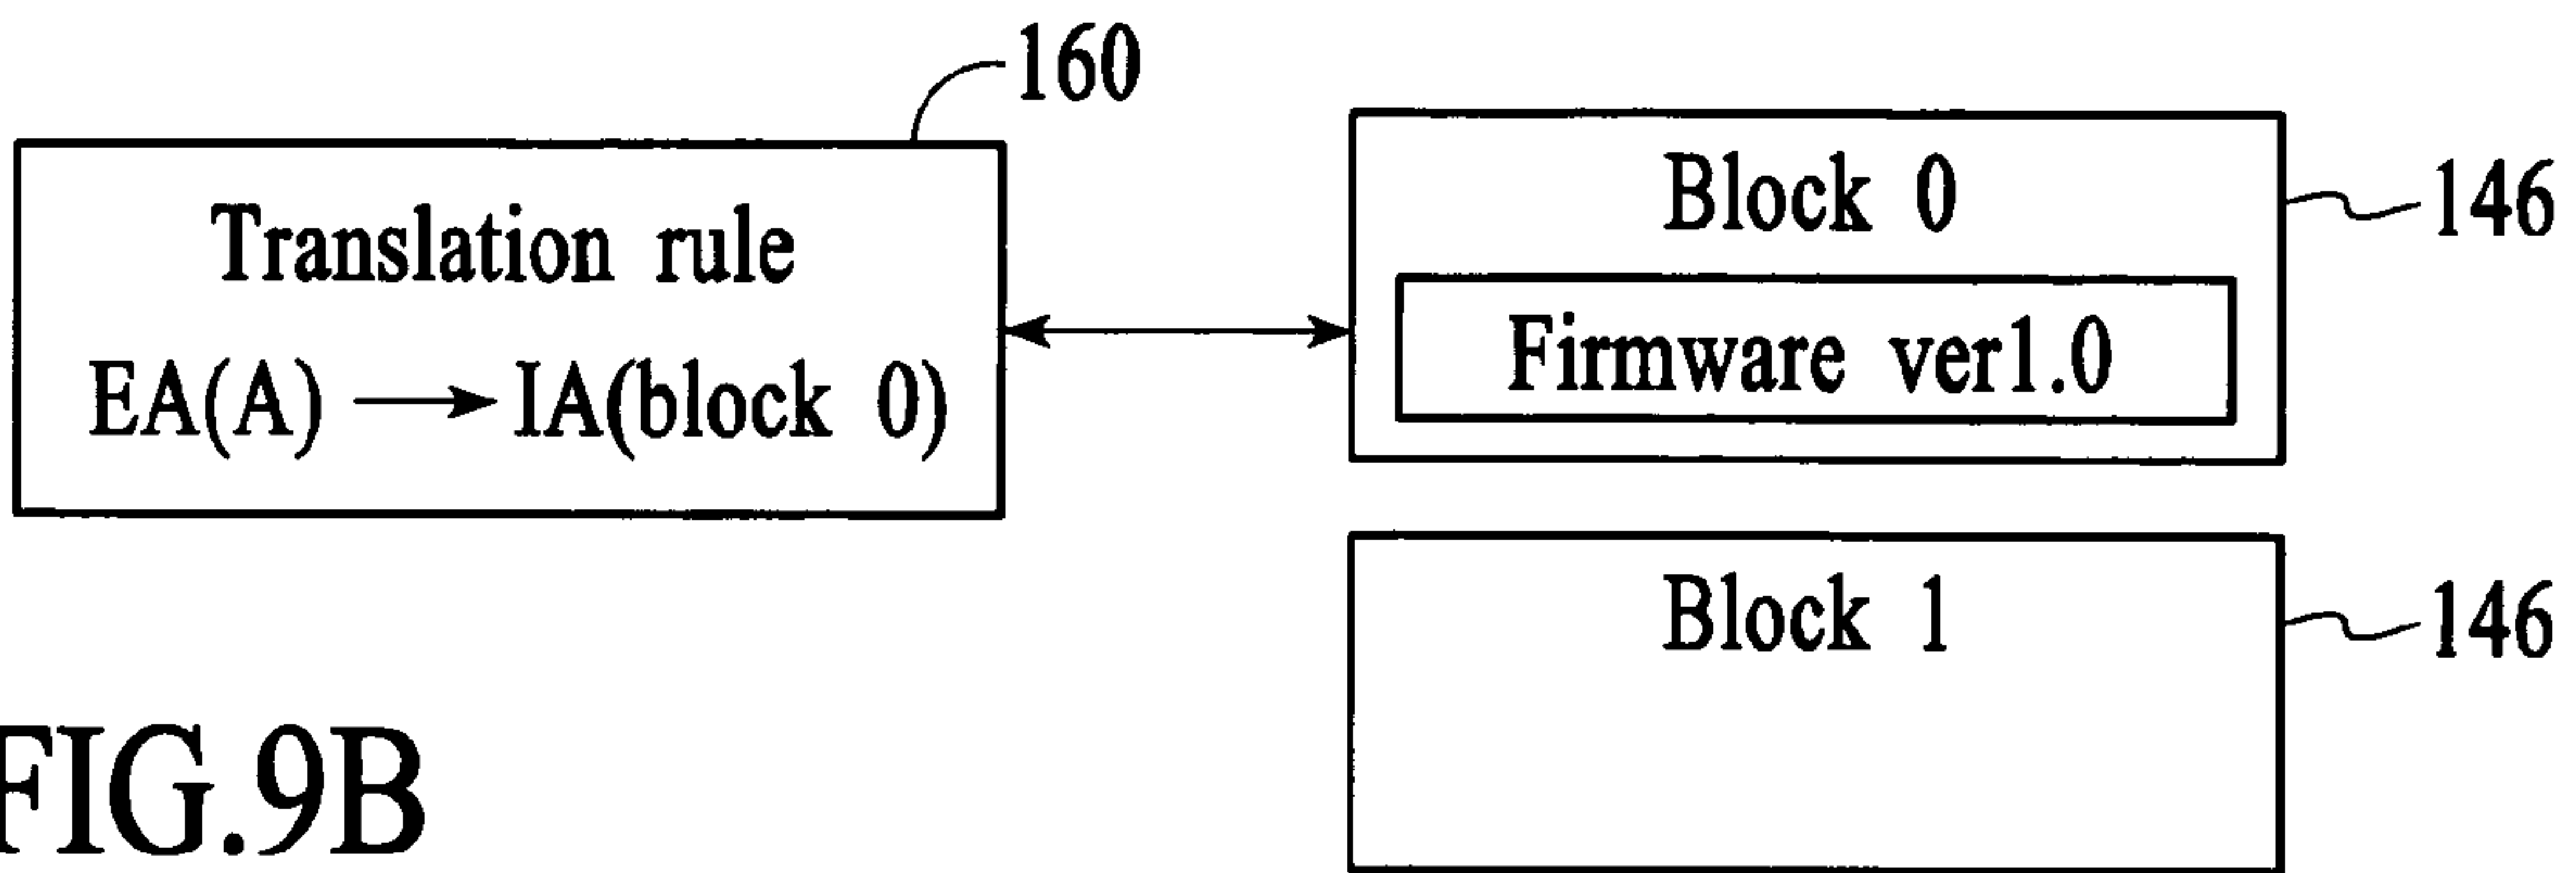 160
Translation rule
EA(A) → IA(block 0)
Block 0
Firmware ver1.0
146
Block 1
146
FIG.9B